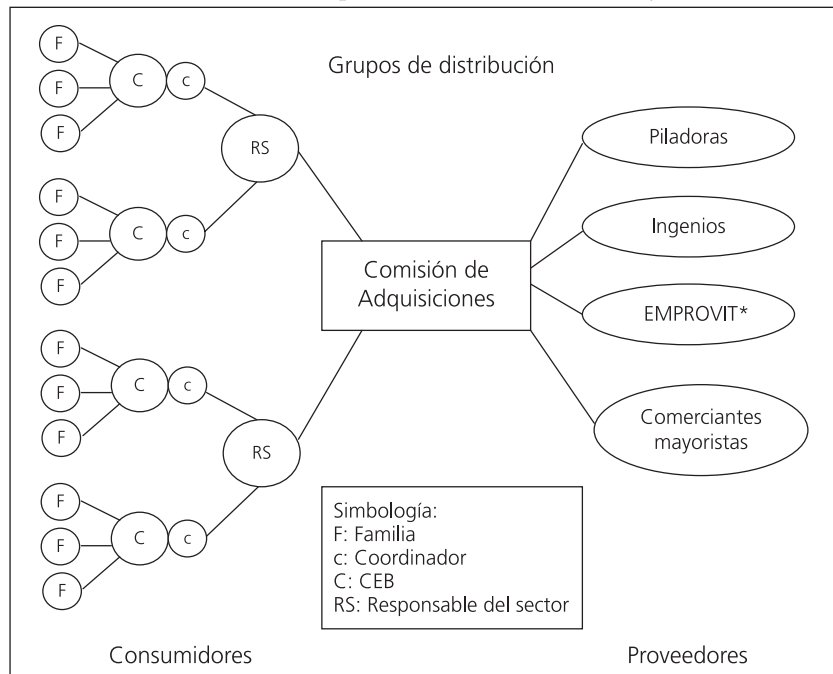 Grupos de distribución
F
F
F
C
c
RS
F
F
F
C
c
F
F
F
C
c
RS
F
F
F
C
c
Comisión de
Adquisiciones
Piladoras
Ingenios
EMPROVIT*
Comerciantes
mayoristas
Simbología:
F: Familia
c: Coordinador
C: CEB
RS: Responsable del sector
Consumidores
Proveedores